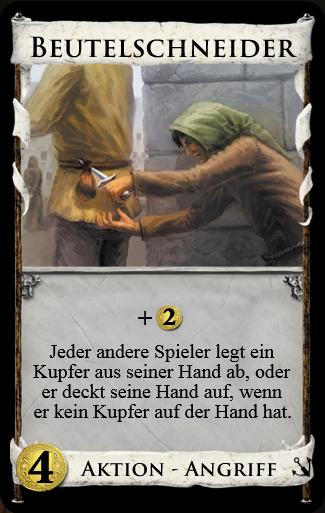 BEUTELSCHNEIDER
+ 2
Jeder andere Spieler legt ein
Kupfer aus seiner Hand ab, oder
er deckt seine Hand auf, wenn
er kein Kupfer auf der Hand hat.
4 AKTION - ANGRIFF